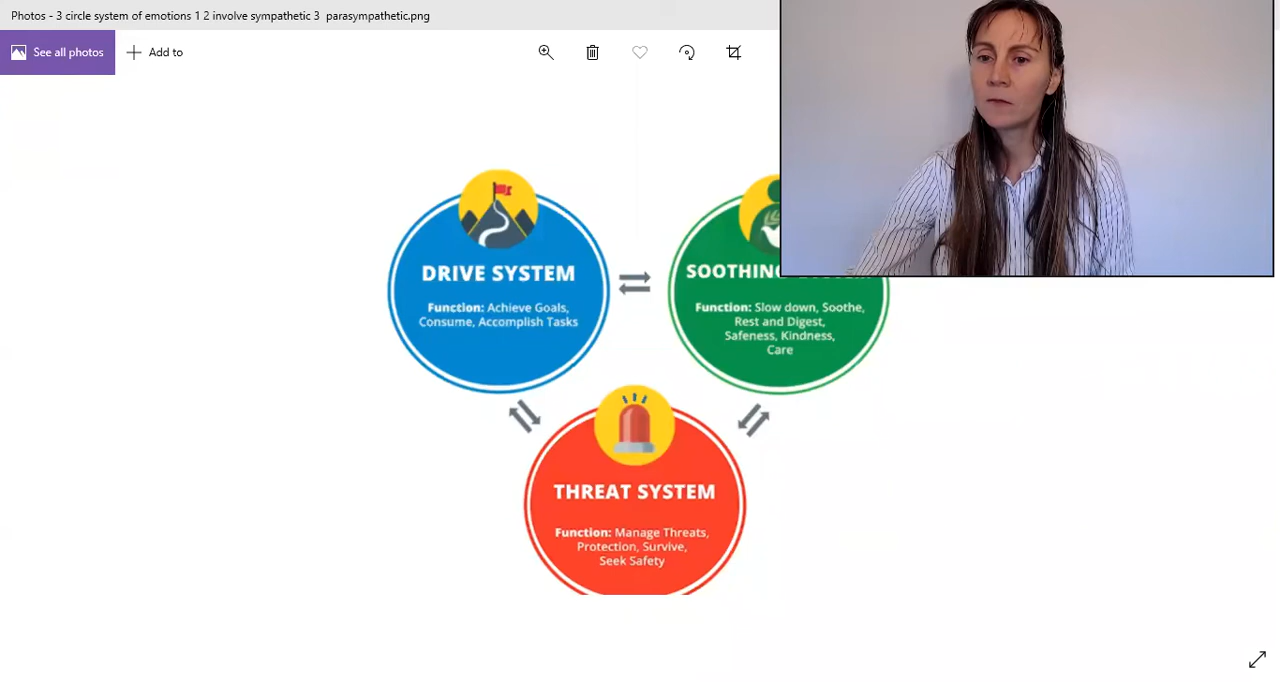 Photos - 3 circle system of emotions 1 2 involve sympathetic 3  parasympathetic.png
See all photos
Add to
DRIVE SYSTEM
Function: Achieve Goals,
Consume, Accomplish Tasks
Function: Slow down, Soothe,
Rest and Digest,
Safeness, Kindness,
Care
THREAT SYSTEM
Function: Manage Threats,
Protection, Survive,
Seek Safety